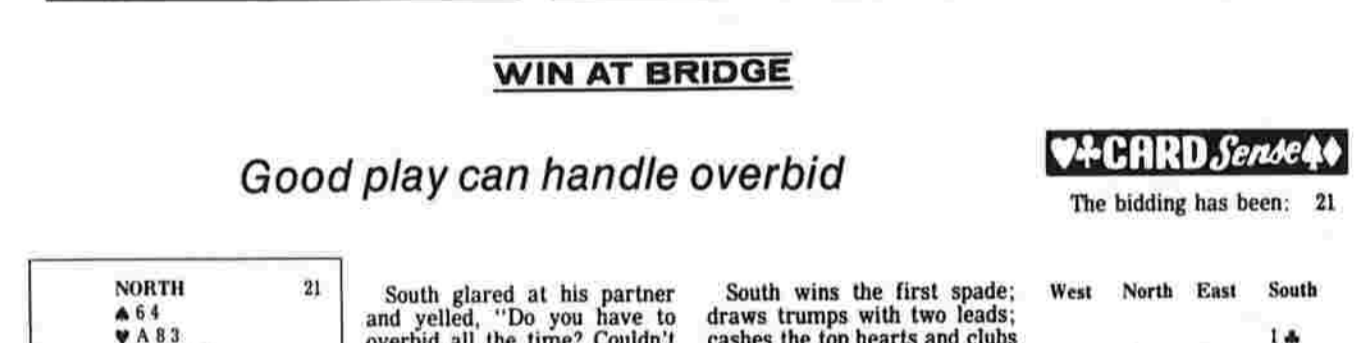 WIN AT BRIDGE
Good play can handle overbid
♥♣CARD Sense♠♦
The bidding has been: 21
NORTH 21
♠ 6 4
♥ A 8 3
South glared at his partner
and yelled, "Do you have to
overbid all the time? Couldn't
South wins the first spade;
draws trumps with two leads;
cashes the top hearts and clubs
West North East South
1 ♣